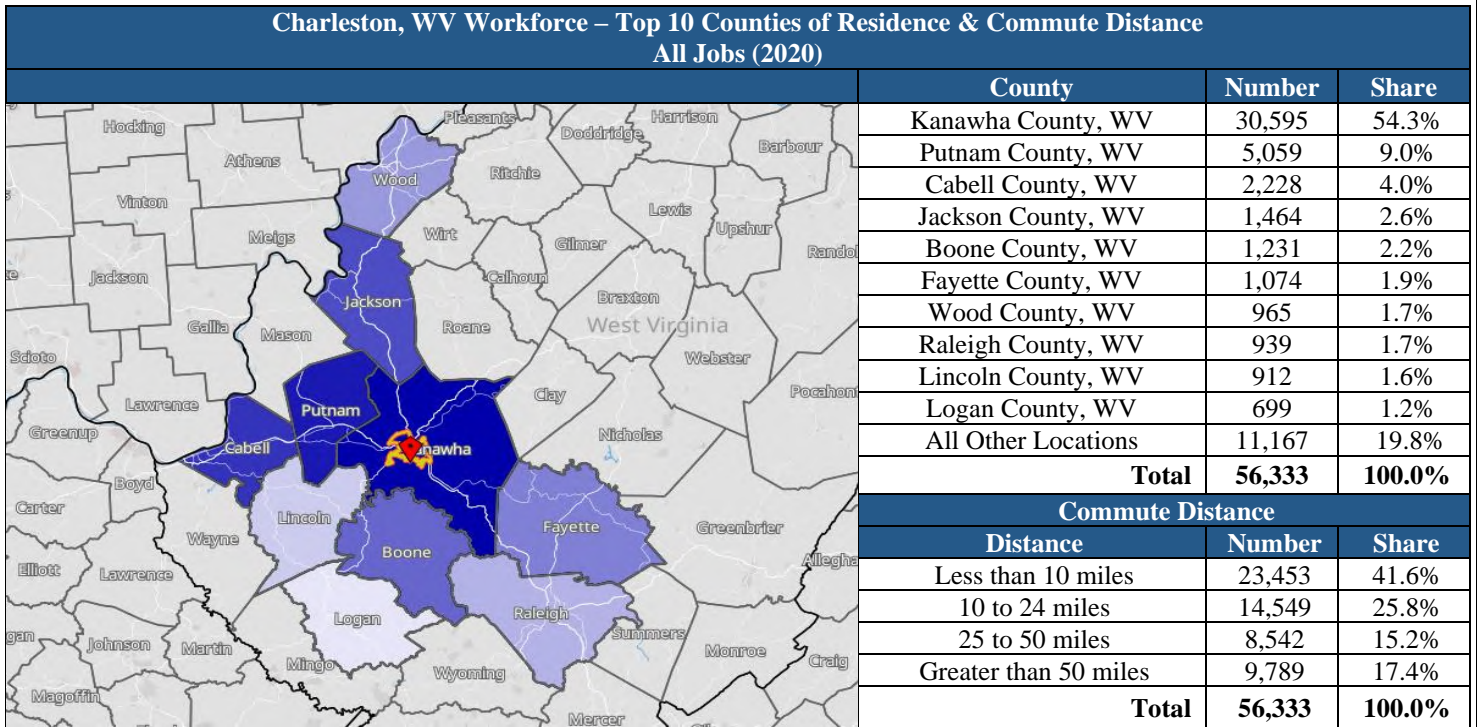 Charleston, WV Workforce – Top 10 Counties of Residence & Commute Distance
All Jobs (2020)
County Number Share
Kanawha County, WV 30,595 54.3%
Putnam County, WV 5,059 9.0%
Cabell County, WV 2,228 4.0%
Jackson County, WV 1,464 2.6%
Boone County, WV 1,231 2.2%
Fayette County, WV 1,074 1.9%
Wood County, WV 965 1.7%
Raleigh County, WV 939 1.7%
Lincoln County, WV 912 1.6%
Logan County, WV 699 1.2%
All Other Locations 11,167 19.8%
Total 56,333 100.0%
Commute Distance
Distance Number Share
Less than 10 miles 23,453 41.6%
10 to 24 miles 14,549 25.8%
25 to 50 miles 8,542 15.2%
Greater than 50 miles 9,789 17.4%
Total 56,333 100.0%
Hocking
Pleasants
Doddridge
Harrison
Barbour
Athens
Wood
Ritchie
Vinton
Lewis
Upshur
Meigs
Wirt
Gilmer
Rando
Jackson
Calhoun
Jackson
Braxton
Gallia
Mason
Roane
West Virginia
Scioto
Webster
Lawrence
Putnam
Clay
Pocahont
Greenup
Cabell
nawha
Nicholas
Boyd
Carter
Lincoln
Fayette
Greenbrier
Wayne
Boone
Elliott
Lawrence
Allegha
Logan
Raleigh
gan
Johnson
Martin
Summers
Monroe
Craig
Mingo
Wyoming
Magoffin
Mercer